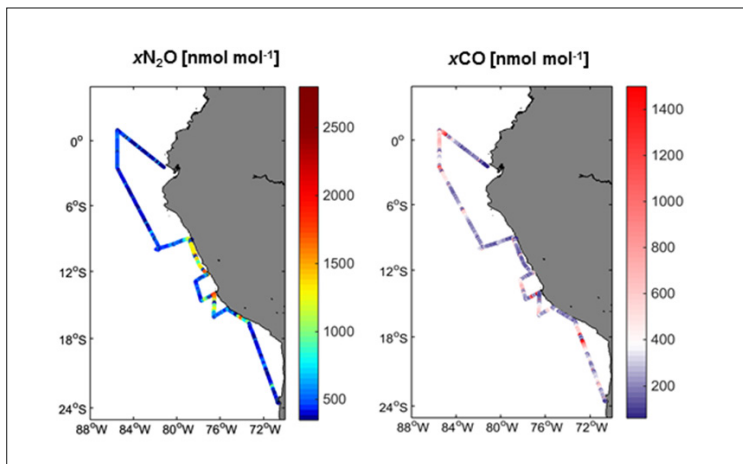 xN₂O [nmol mol⁻¹]
xCO [nmol mol⁻¹]
0°
6°S
12°S
18°S
24°S
88°W 84°W 80°W 76°W 72°W
2500
2000
1500
1000
500
0°
6°S
12°S
18°S
24°S
88°W 84°W 80°W 76°W 72°W
1400
1200
1000
800
600
400
200